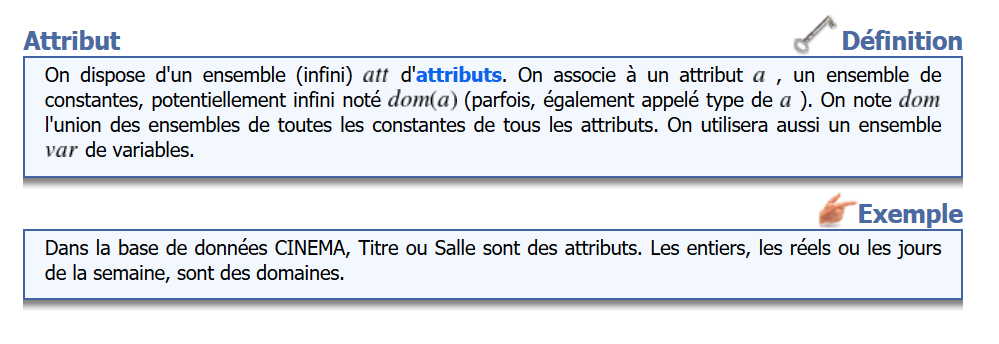 Attribut
Définition
On dispose d'un ensemble (infini) att d'attributs. On associe à un attribut a , un ensemble de
constantes, potentiellement infini noté dom(a) (parfois, également appelé type de a ). On note dom
l'union des ensembles de toutes les constantes de tous les attributs. On utilisera aussi un ensemble
var de variables.
Exemple
Dans la base de données CINEMA, Titre ou Salle sont des attributs. Les entiers, les réels ou les jours
de la semaine, sont des domaines.